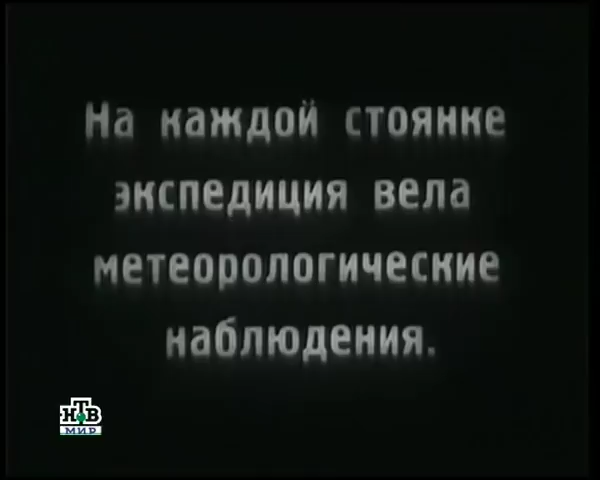 На каждой стоянке
экспедиция вела
метеорологические
наблюдения.
НТВ
МИР